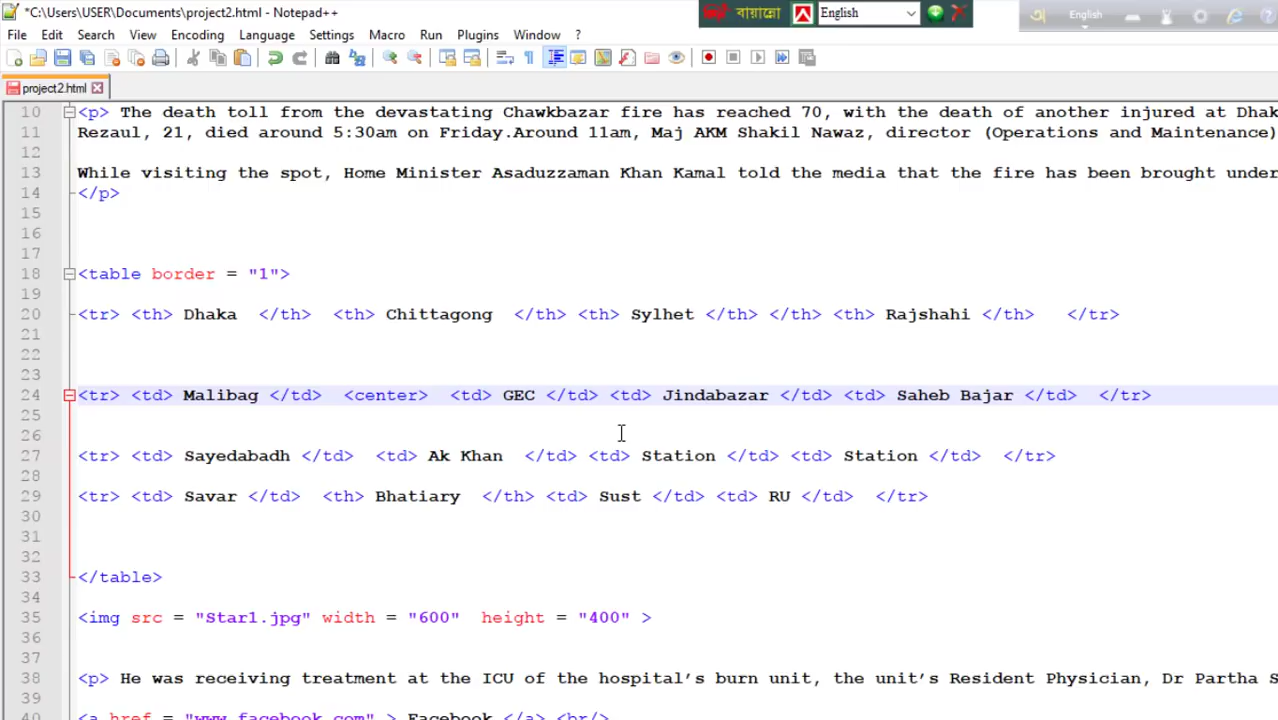 *C:\Users\USER\Documents\project2.html - Notepad++
বায়ান্নো
English
English
File Edit Search View Encoding Language Settings Macro Run Plugins Window ?
project2.html
10 <p> The death toll from the devastating Chawkbazar fire has reached 70, with the death of another injured at Dhak
11 Rezaul, 21, died around 5:30am on Friday.Around 11am, Maj AKM Shakil Nawaz, director (Operations and Maintenance)
12
13 While visiting the spot, Home Minister Asaduzzaman Khan Kamal told the media that the fire has been brought under
14 </p>
15
16
17
18 <table border = "1">
19
20 <tr> <th> Dhaka </th> <th> Chittagong </th> <th> Sylhet </th> </th> <th> Rajshahi </th> </tr>
21
22
23
24 <tr> <td> Malibag </td> <center> <td> GEC </td> <td> Jindabazar </td> <td> Saheb Bajar </td> </tr>
25
26
27 <tr> <td> Sayedabadh </td> <td> Ak Khan </td> <td> Station </td> <td> Station </td> </tr>
28
29 <tr> <td> Savar </td> <th> Bhatiary </th> <td> Sust </td> <td> RU </td> </tr>
30
31
32
33 </table>
34
35 <img src = "Star1.jpg" width = "600" height = "400" >
36
37
38 <p> He was receiving treatment at the ICU of the hospital's burn unit, the unit's Resident Physician, Dr Partha S
39
40 <a href = "www.facebook.com" > Facebook </a> <br/>